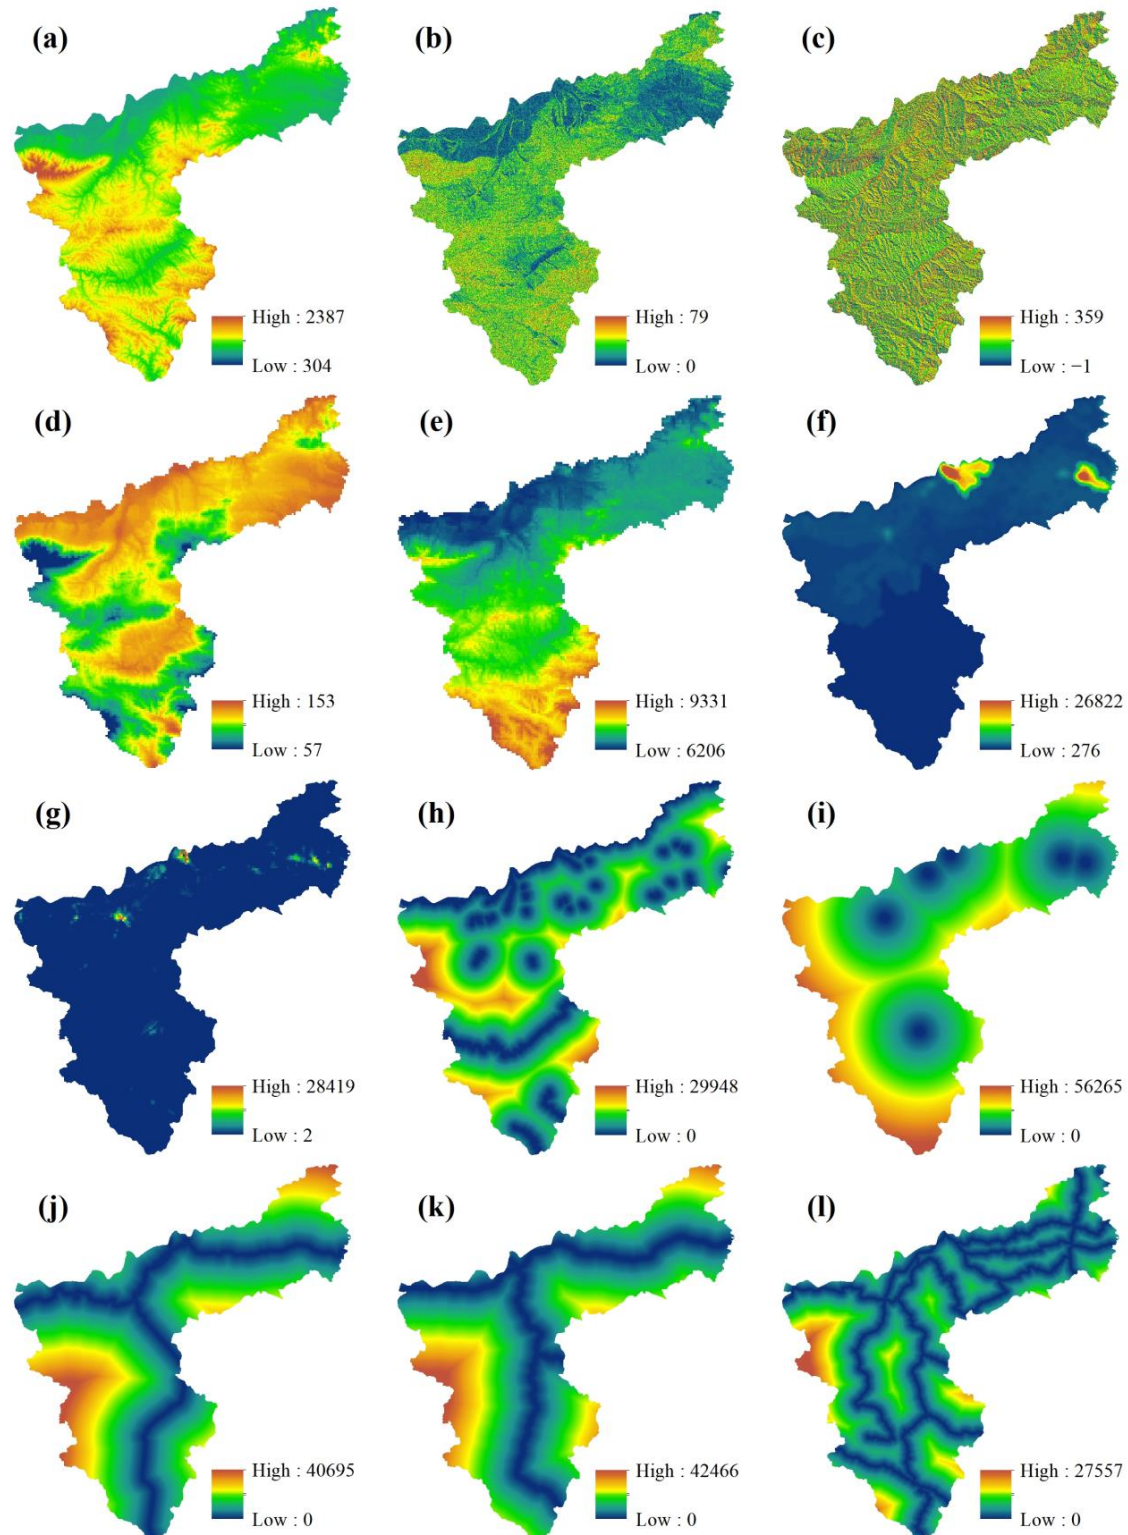 (a)
(b)
(c)
High : 2387
Low : 304
High : 79
Low : 0
High : 359
Low : −1
(d)
(e)
(f)
High : 153
Low : 57
High : 9331
Low : 6206
High : 26822
Low : 276
(g)
(h)
(i)
High : 28419
Low : 2
High : 29948
Low : 0
High : 56265
Low : 0
(j)
(k)
(l)
High : 40695
Low : 0
High : 42466
Low : 0
High : 27557
Low : 0